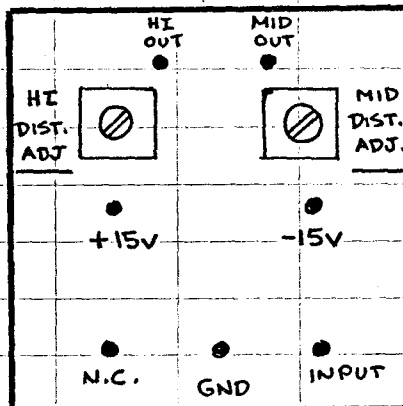 HI
OUT
MID
OUT
HI
DIST.
ADJ
MID
DIST.
ADJ.
+15V
-15V
N.C.
GND
INPUT